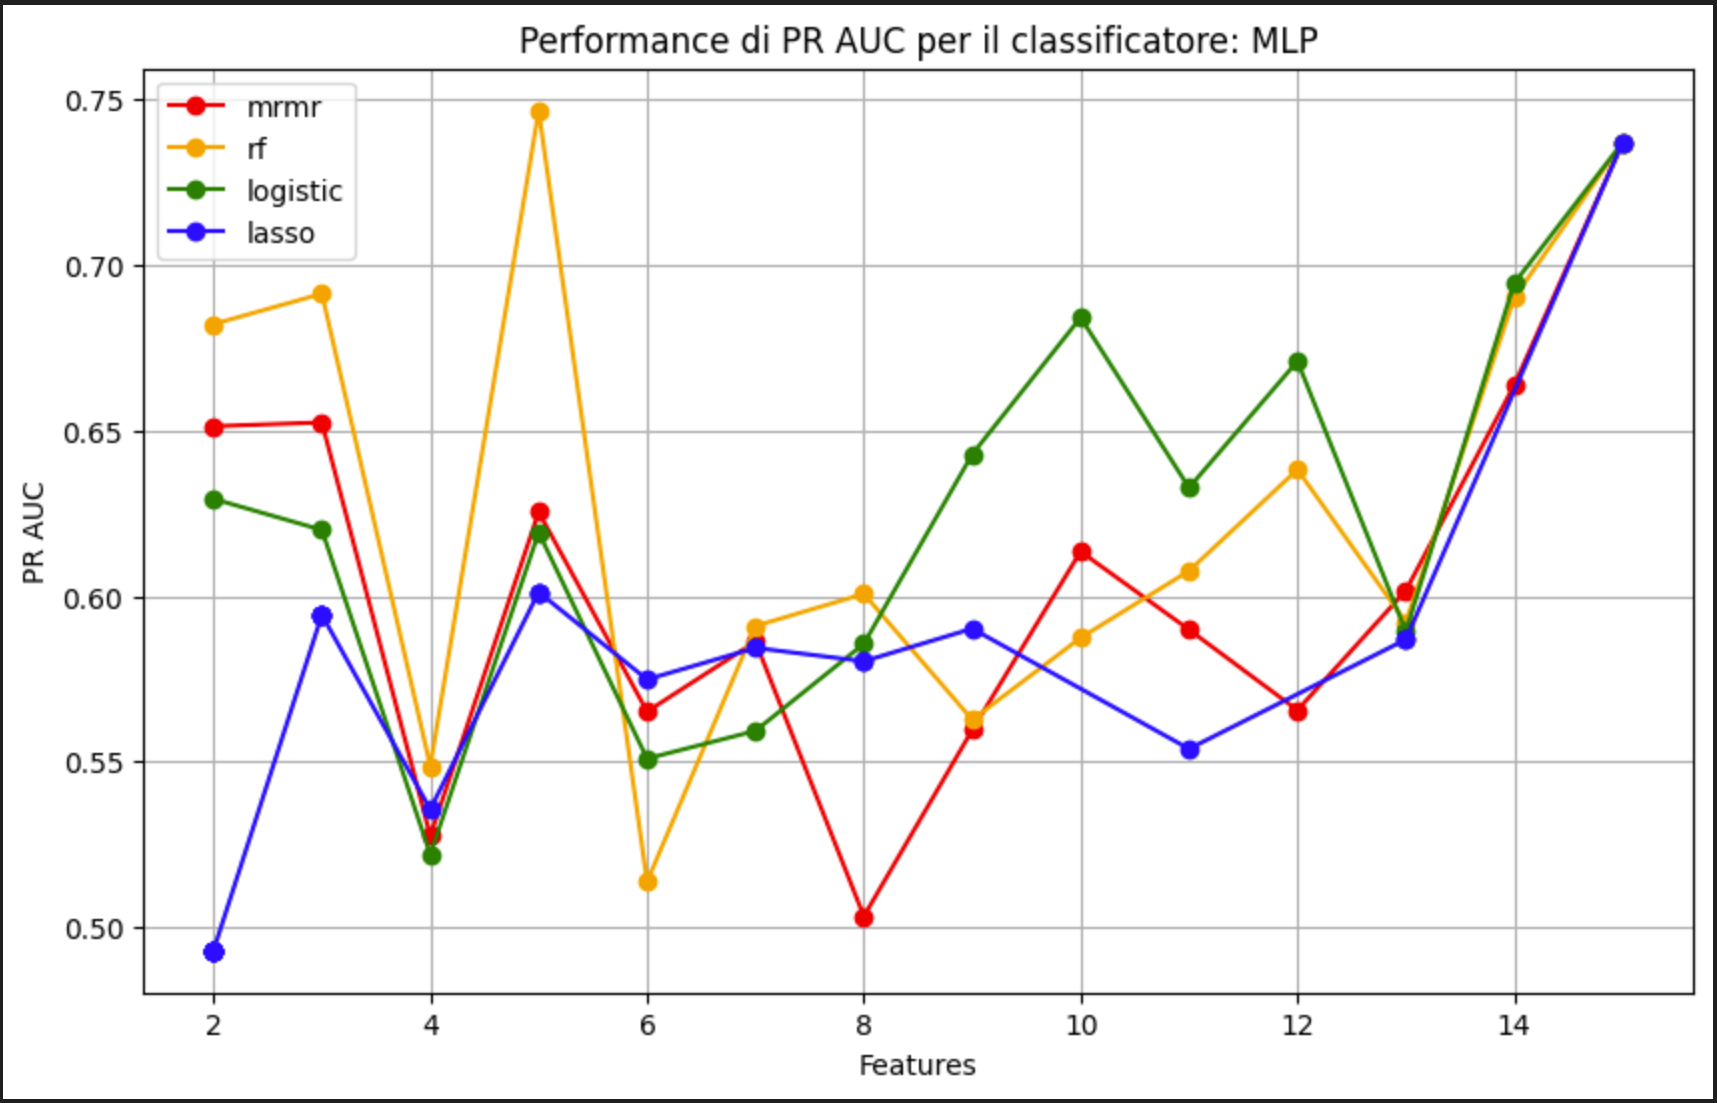 Performance di PR AUC per il classificatore: MLP
mrmr
rf
logistic
lasso
PR AUC
0.75
0.70
0.65
0.60
0.55
0.50
2 4 6 8 10 12 14
Features